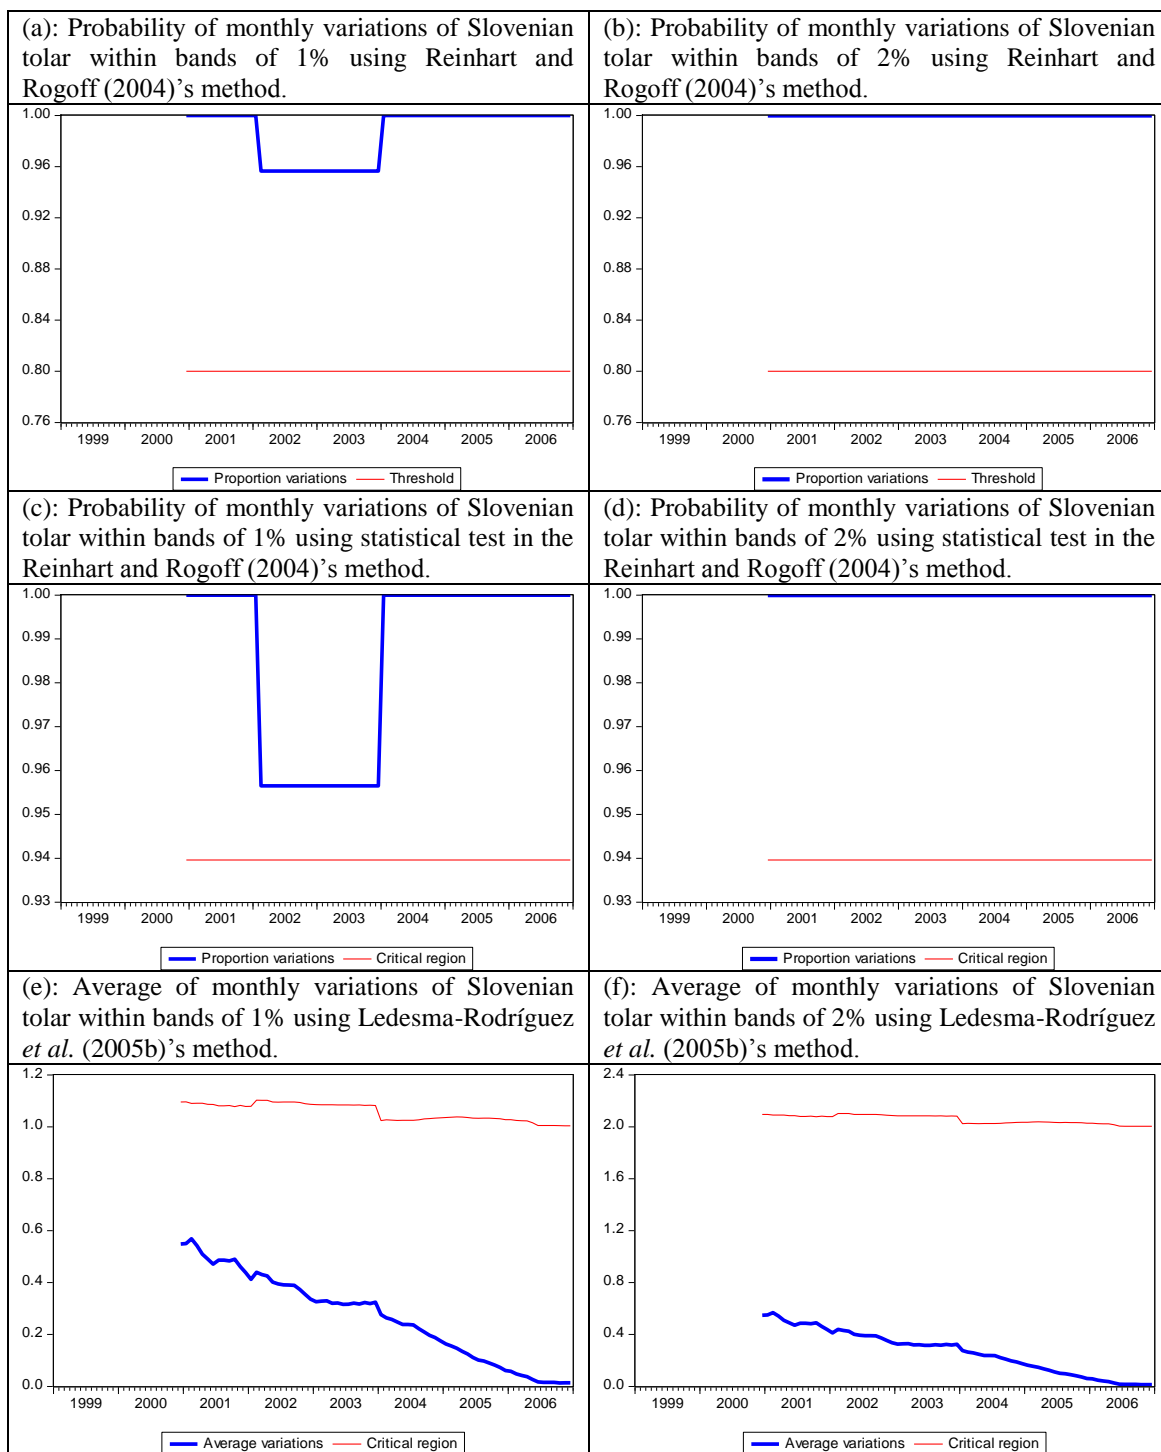 (a): Probability of monthly variations of Slovenian
tolar within bands of 1% using Reinhart and
Rogoff (2004)'s method.
(b): Probability of monthly variations of Slovenian
tolar within bands of 2% using Reinhart and
Rogoff (2004)'s method.
1.00
0.96
0.92
0.88
0.84
0.80
0.76
1999 2000 2001 2002 2003 2004 2005 2006
Proportion variations Threshold
1.00
0.96
0.92
0.88
0.84
0.80
0.76
1999 2000 2001 2002 2003 2004 2005 2006
Proportion variations Threshold
(c): Probability of monthly variations of Slovenian
tolar within bands of 1% using statistical test in the
Reinhart and Rogoff (2004)'s method.
(d): Probability of monthly variations of Slovenian
tolar within bands of 2% using statistical test in the
Reinhart and Rogoff (2004)'s method.
1.00
0.99
0.98
0.97
0.96
0.95
0.94
0.93
1999 2000 2001 2002 2003 2004 2005 2006
Proportion variations Critical region
1.00
0.99
0.98
0.97
0.96
0.95
0.94
0.93
1999 2000 2001 2002 2003 2004 2005 2006
Proportion variations Critical region
(e): Average of monthly variations of Slovenian
tolar within bands of 1% using Ledesma-Rodríguez
et al. (2005b)'s method.
(f): Average of monthly variations of Slovenian
tolar within bands of 2% using Ledesma-Rodríguez
et al. (2005b)'s method.
1.2
1.0
0.8
0.6
0.4
0.2
0.0
1999 2000 2001 2002 2003 2004 2005 2006
Average variations Critical region
2.4
2.0
1.6
1.2
0.8
0.4
0.0
1999 2000 2001 2002 2003 2004 2005 2006
Average variations Critical region